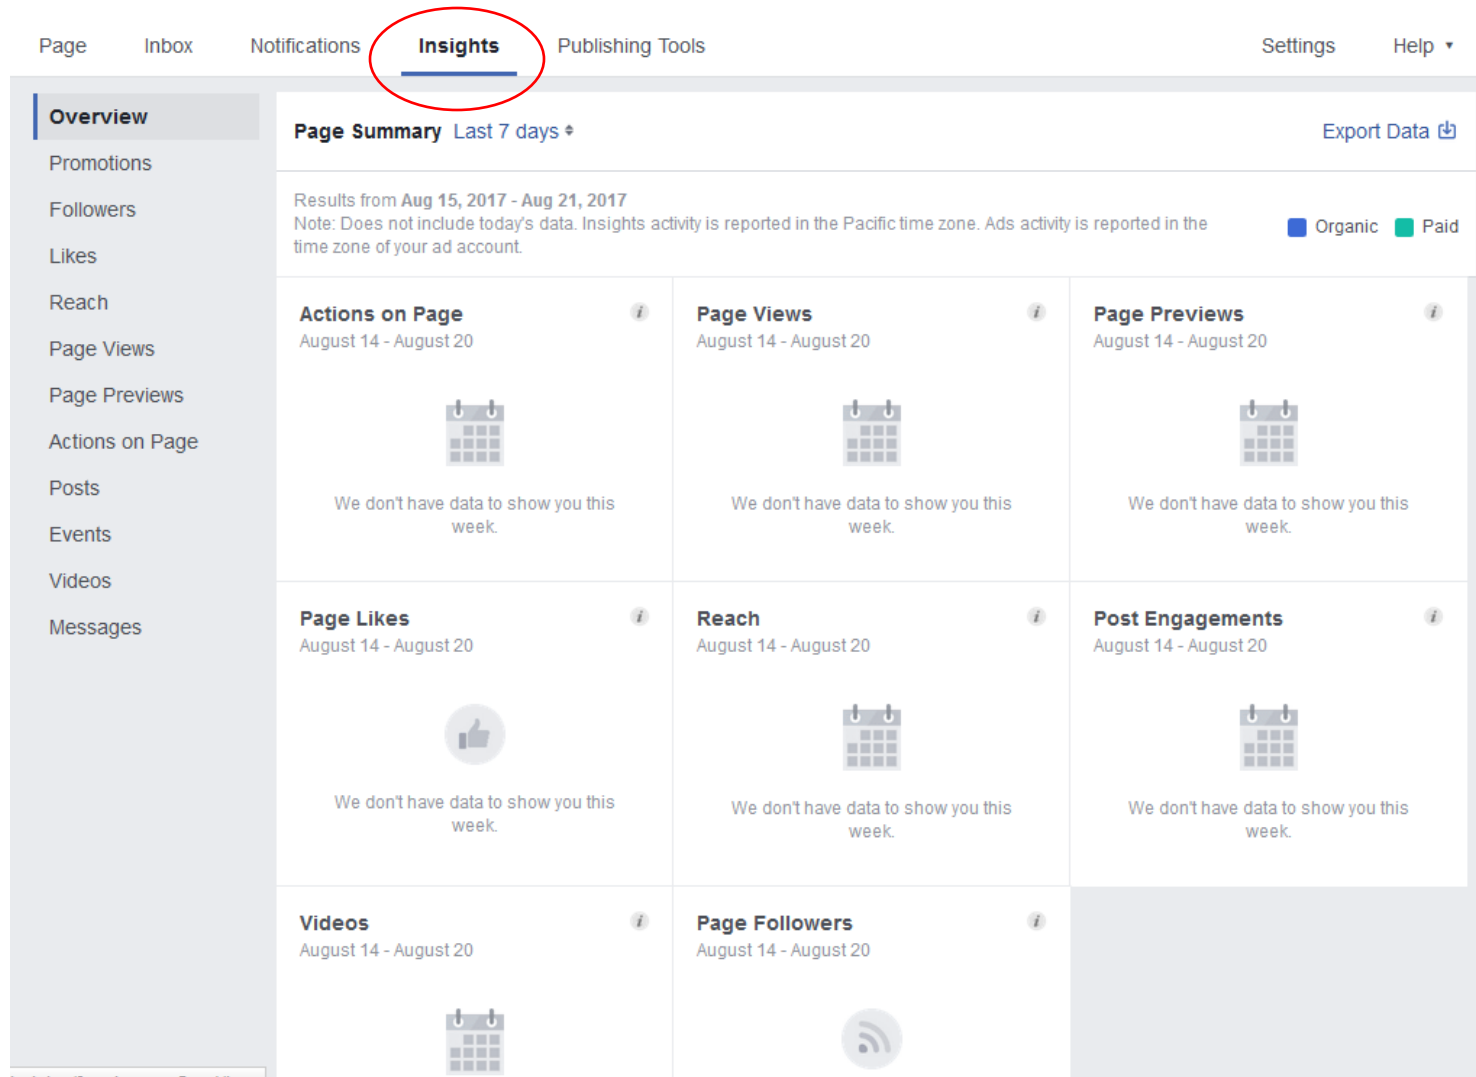 Page Inbox Notifications Insights Publishing Tools Settings Help
Overview
Promotions
Followers
Likes
Reach
Page Views
Page Previews
Actions on Page
Posts
Events
Videos
Messages
Page Summary Last 7 days Export Data
Results from Aug 15, 2017 - Aug 21, 2017
Note: Does not include today's data. Insights activity is reported in the Pacific time zone. Ads activity is reported in the
time zone of your ad account.
Organic Paid
Actions on Page
August 14 - August 20
We don't have data to show you this
week.
Page Views
August 14 - August 20
We don't have data to show you this
week.
Page Previews
August 14 - August 20
We don't have data to show you this
week.
Page Likes
August 14 - August 20
We don't have data to show you this
week.
Reach
August 14 - August 20
We don't have data to show you this
week.
Post Engagements
August 14 - August 20
We don't have data to show you this
week.
Videos
August 14 - August 20
Page Followers
August 14 - August 20